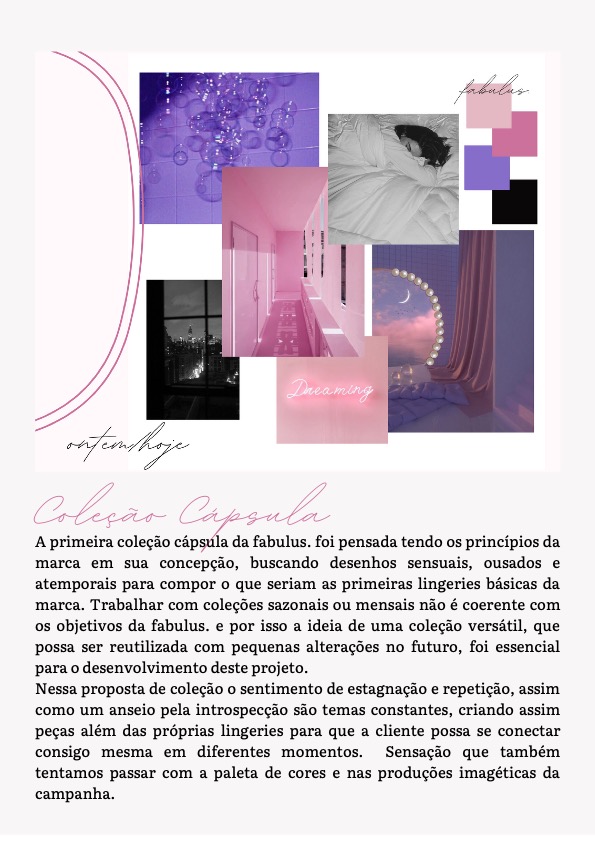 fabulus
Dreaming
ontem/hoje
Coleção Cápsula
A primeira coleção cápsula da fabulus. foi pensada tendo os princípios da
marca em sua concepção, buscando desenhos sensuais, ousados e
atemporais para compor o que seriam as primeiras lingeries básicas da
marca. Trabalhar com coleções sazonais ou mensais não é coerente com
os objetivos da fabulus. e por isso a ideia de uma coleção versátil, que
possa ser reutilizada com pequenas alterações no futuro, foi essencial
para o desenvolvimento deste projeto.
Nessa proposta de coleção o sentimento de estagnação e repetição, assim
como um anseio pela introspecção são temas constantes, criando assim
peças além das próprias lingeries para que a cliente possa se conectar
consigo mesma em diferentes momentos. Sensação que também
tentamos passar com a paleta de cores e nas produções imagéticas da
campanha.